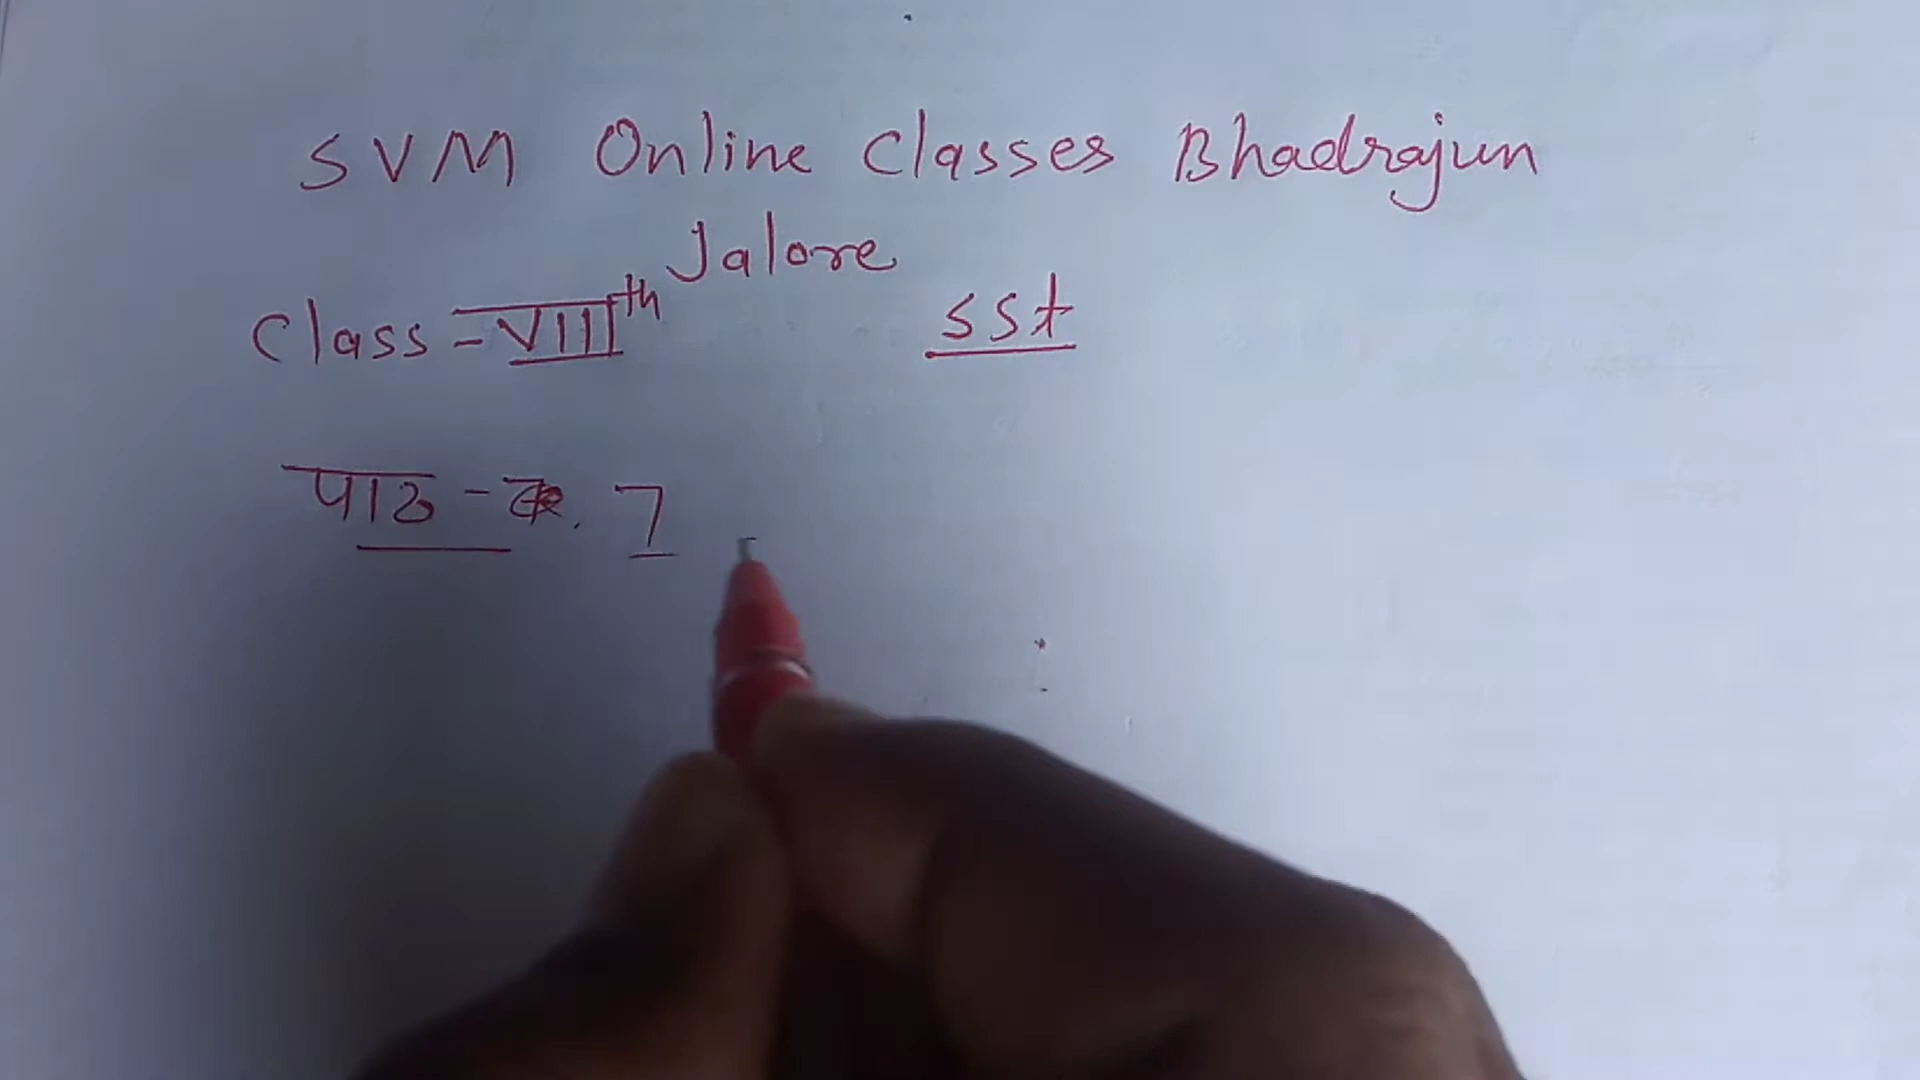 SVM Online Classes Bhadrajun
Jalore
Class - VIIIth sst
पाठ - क्र. 7